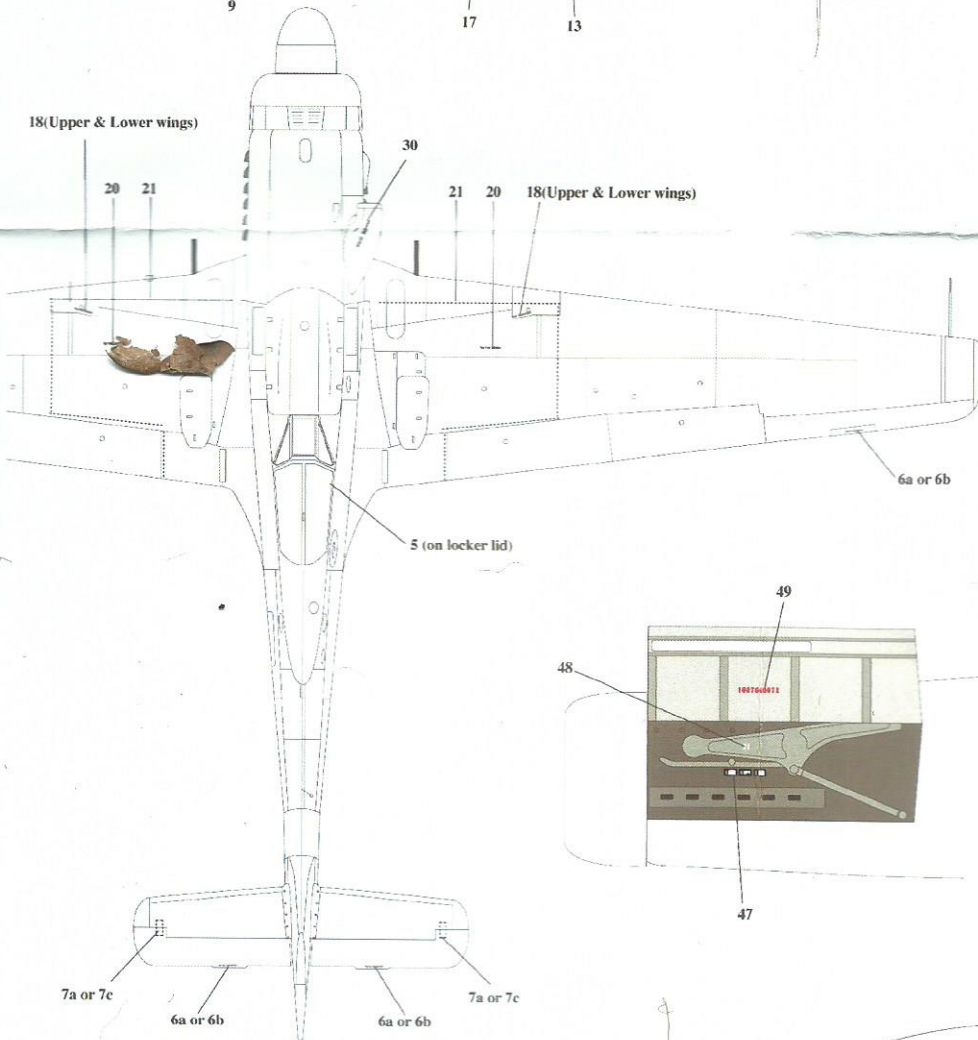 9
17
13
18(Upper & Lower wings)
30
20
21
21
20
18(Upper & Lower wings)
6a or 6b
5 (on locker lid)
49
48
47
7a or 7c
6a or 6b
6a or 6b
7a or 7c